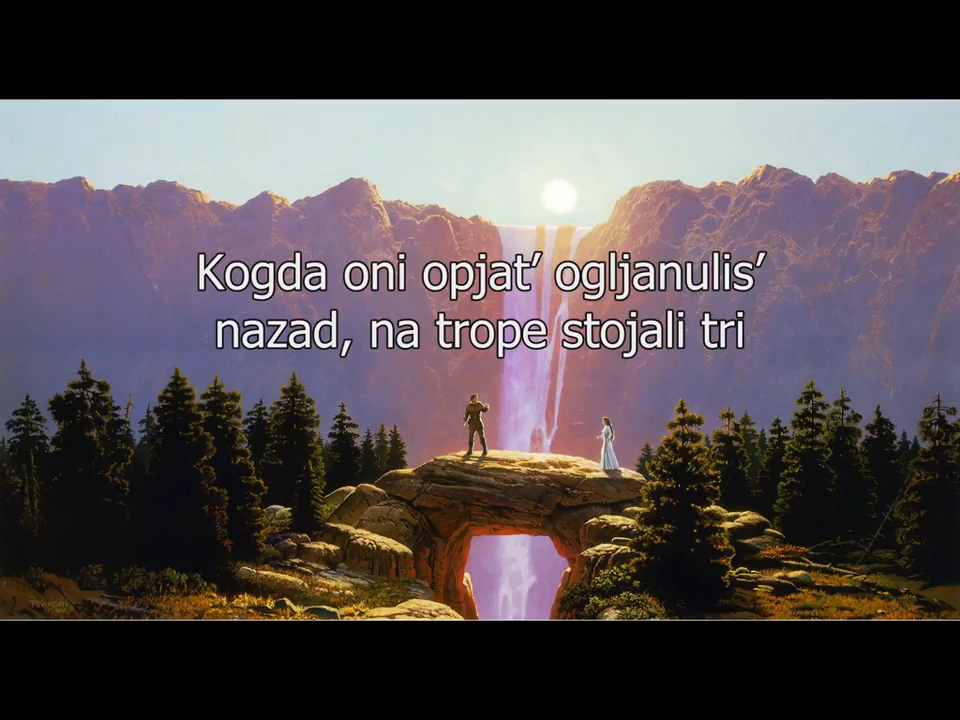 Kogda oni opjat’ ogljanulis’
nazad, na trope stojali tri